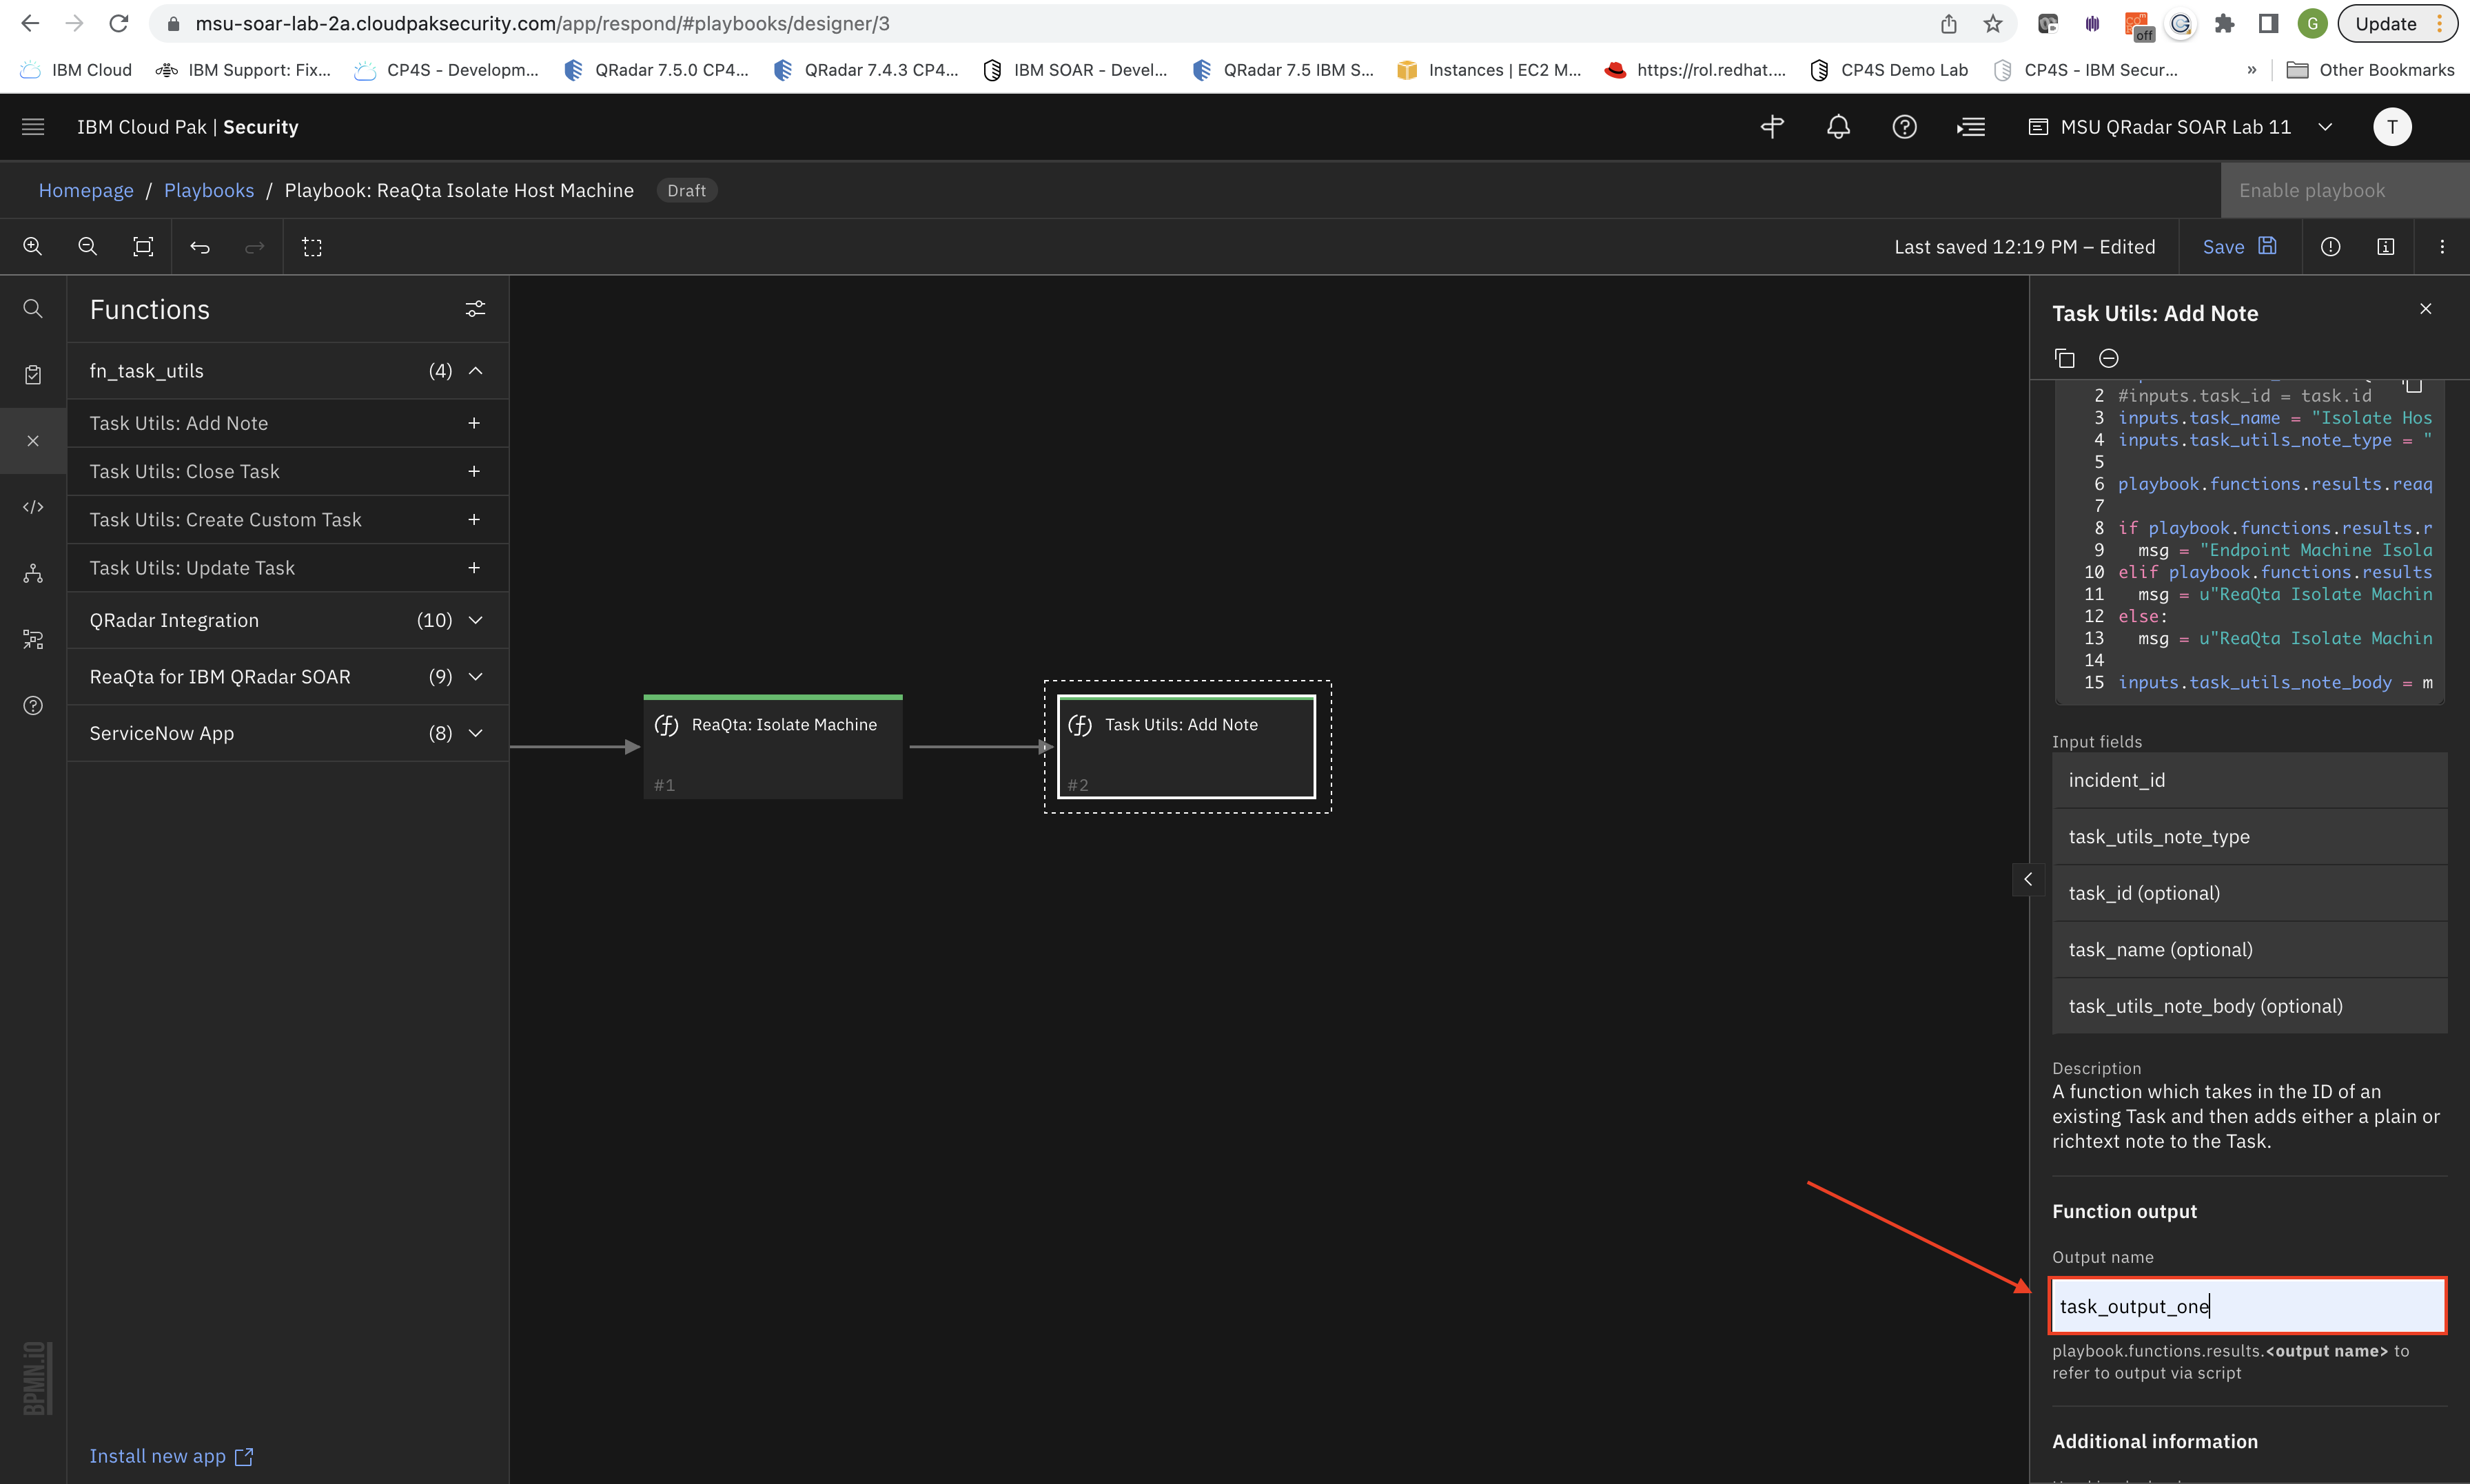 msu-soar-lab-2a.cloudpaksecurity.com/app/respond/#playbooks/designer/3
off
G
Update
IBM Cloud
IBM Support: Fix...
CP4S - Developm...
QRadar 7.5.0 CP4...
QRadar 7.4.3 CP4...
IBM SOAR - Devel...
QRadar 7.5 IBM S...
Instances | EC2 M...
https://rol.redhat....
CP4S Demo Lab
CP4S - IBM Secur...
»
Other Bookmarks
IBM Cloud Pak | Security
MSU QRadar SOAR Lab 11
T
Homepage / Playbooks / Playbook: ReaQta Isolate Host Machine
Draft
Enable playbook
Last saved 12:19 PM – Edited
Save
Functions
fn_task_utils (4)
Task Utils: Add Note
Task Utils: Close Task
Task Utils: Create Custom Task
Task Utils: Update Task
QRadar Integration (10)
ReaQta for IBM QRadar SOAR (9)
ServiceNow App (8)
Install new app
BPMN.iO
ReaQta: Isolate Machine
#1
Task Utils: Add Note
#2
Task Utils: Add Note
2 #inputs.task_id = task.id
3 inputs.task_name = "Isolate Hos
4 inputs.task_utils_note_type = "
5
6 playbook.functions.results.reaq
7
8 if playbook.functions.results.r
9 msg = "Endpoint Machine Isola
10 elif playbook.functions.results
11 msg = u"ReaQta Isolate Machin
12 else:
13 msg = u"ReaQta Isolate Machin
14
15 inputs.task_utils_note_body = m
Input fields
incident_id
task_utils_note_type
task_id (optional)
task_name (optional)
task_utils_note_body (optional)
Description
A function which takes in the ID of an
existing Task and then adds either a plain or
richtext note to the Task.
Function output
Output name
task_output_one
playbook.functions.results.<output name> to
refer to output via script
Additional information